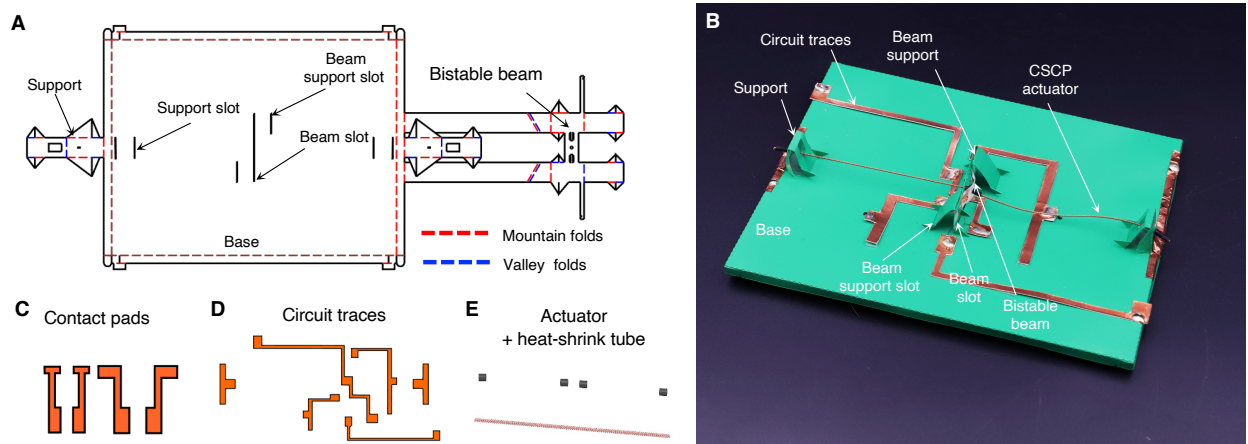 A
Support
Support slot
Beam
support slot
Beam slot
Bistable beam
Base
Mountain folds
Valley folds
B
Circuit traces
Beam
support
CSCP
actuator
Support
Base
Beam
support slot
Beam
slot
Bistable
beam
C
Contact pads
D
Circuit traces
E
Actuator
+ heat-shrink tube